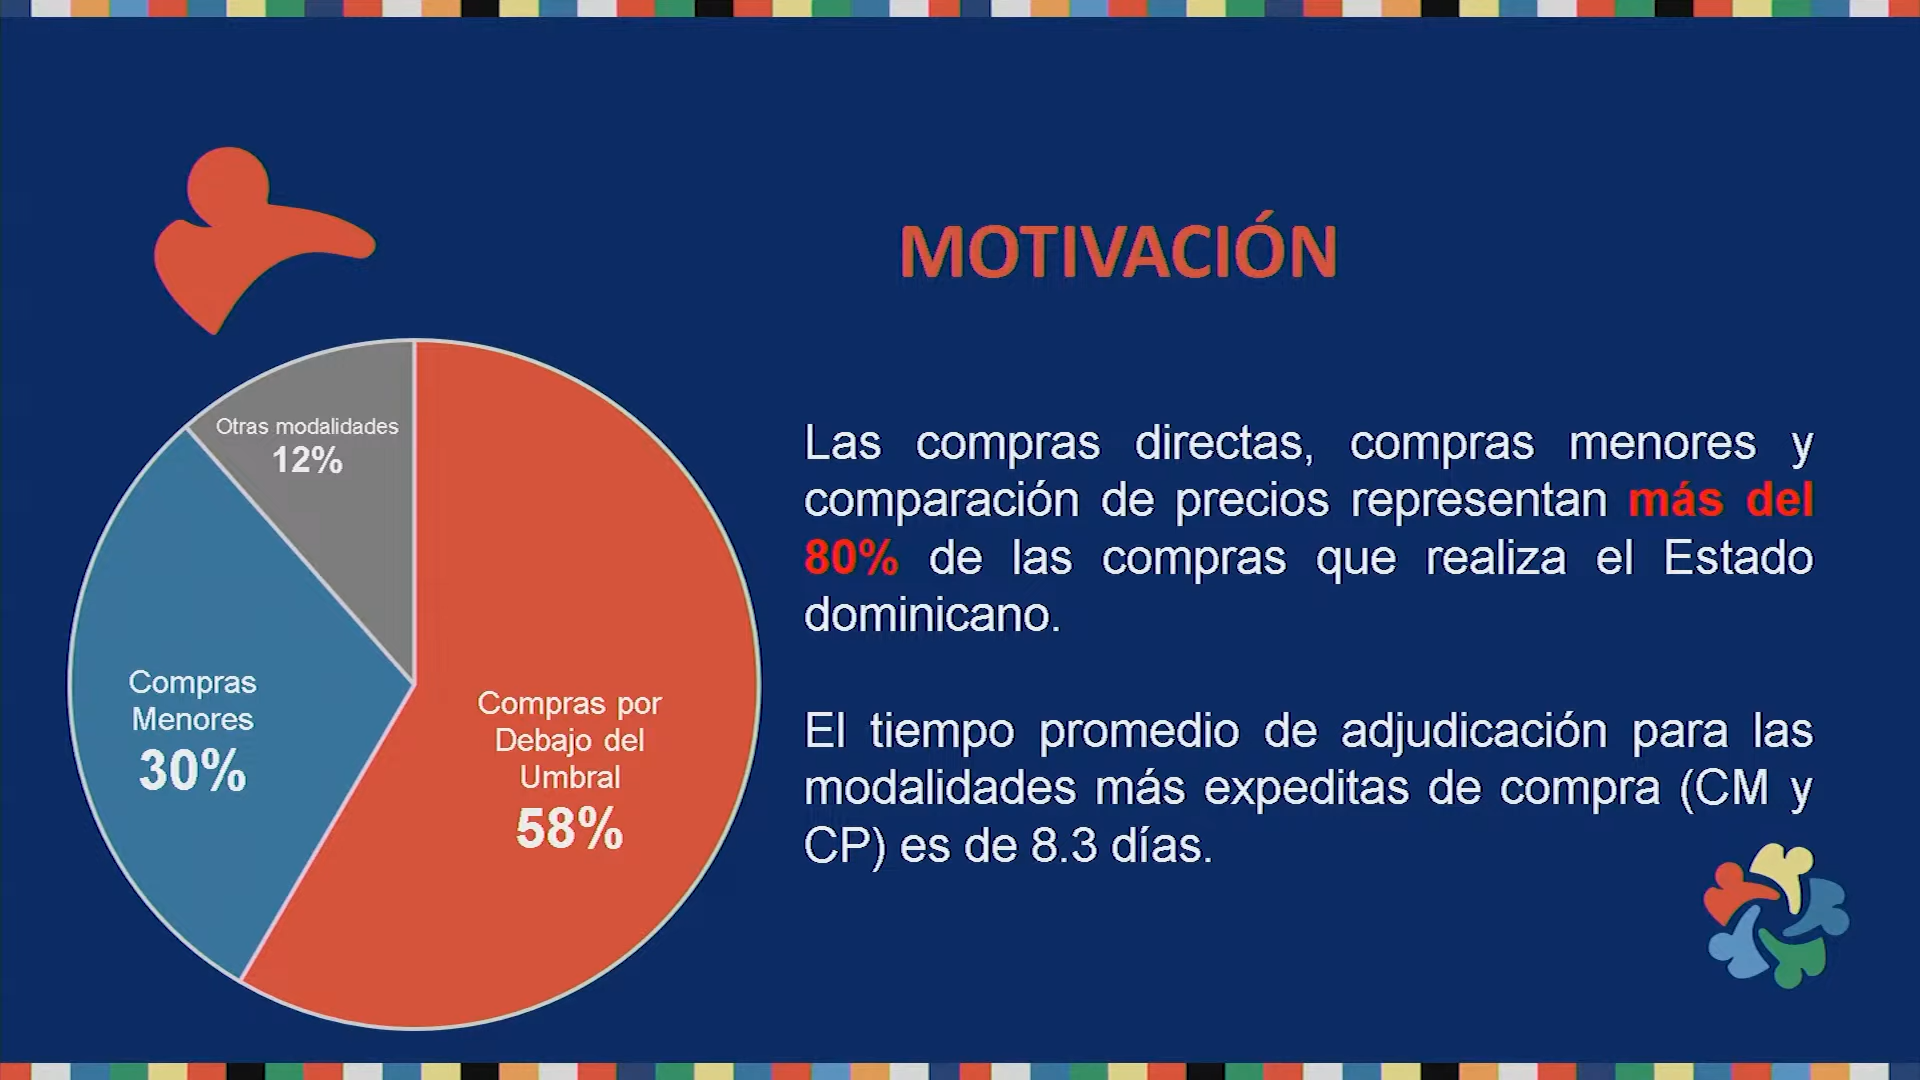 MOTIVACIÓN
Otras modalidades
12%
Compras
Menores
30%
Compras por
Debajo del
Umbral
58%
Las compras directas, compras menores y
comparación de precios representan más del
80% de las compras que realiza el Estado
dominicano.
El tiempo promedio de adjudicación para las
modalidades más expeditas de compra (CM y
CP) es de 8.3 días.